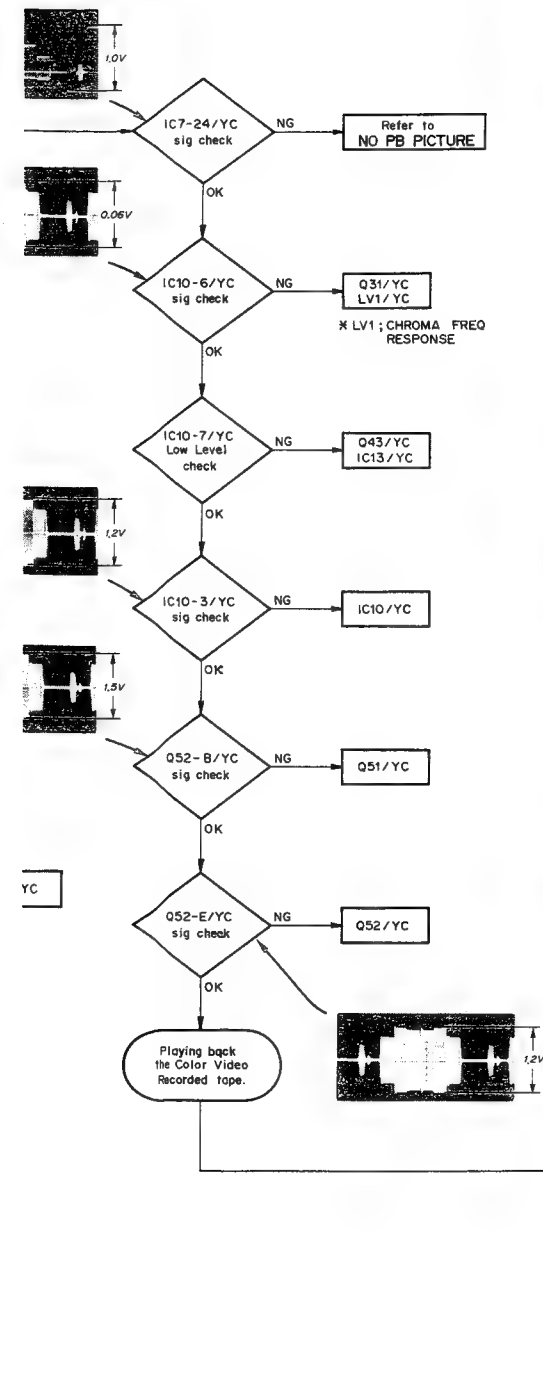 1,0V
IC7-24/YC
sig check
NG
Refer to
NO PB PICTURE
OK
0.06V
IC10-6/YC
sig check
NG
Q31/YC
LV1/YC
※ LV1 ; CHROMA FREQ
RESPONSE
OK
IC10-7/YC
Low Level
check
NG
Q43/YC
IC13/YC
OK
1,2V
IC10-3/YC
sig check
NG
IC10/YC
OK
1,5V
Q52-B/YC
sig check
NG
Q51/YC
OK
YC
Q52-E/YC
sig check
NG
Q52/YC
OK
Playing back
the Color Video
Recorded tape.
1,2V